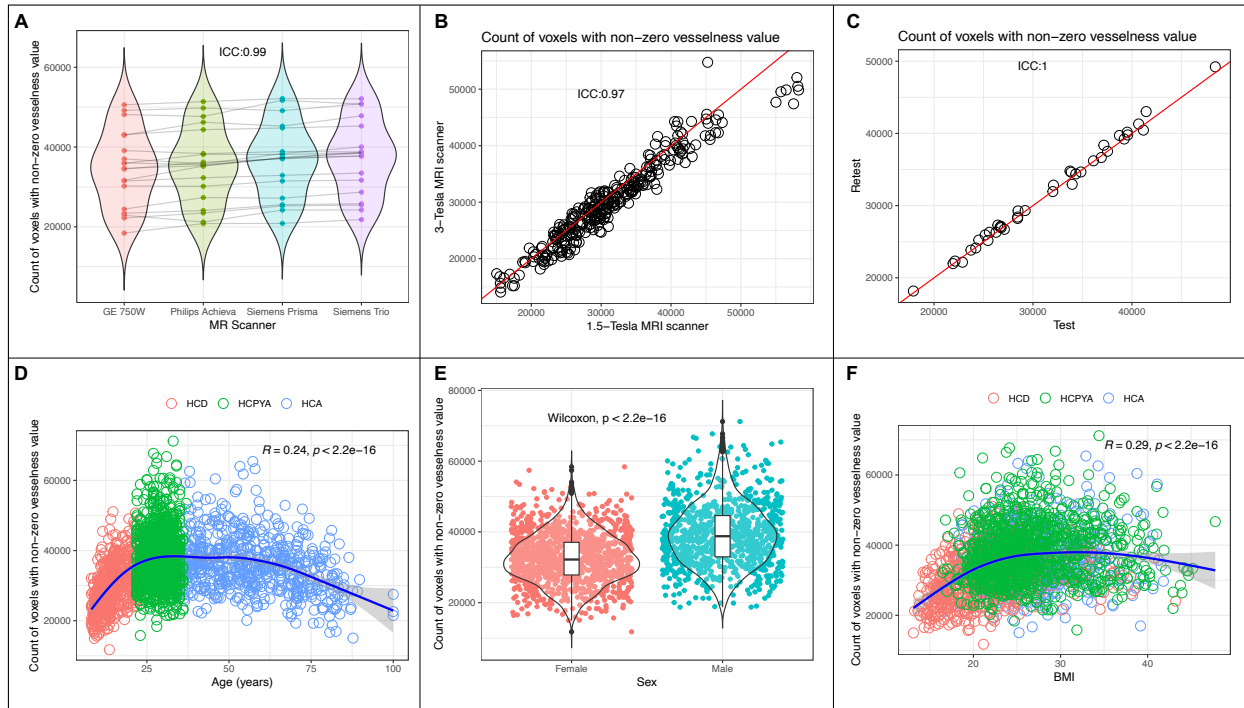 A
ICC:0.99
Count of voxels with non-zero vesselness value
60000
40000
20000
GE 750W
Philips Achieva
Siemens Prisma
Siemens Trio
MR Scanner
B
Count of voxels with non-zero vesselness value
ICC:0.97
3-Tesla MRI scanner
50000
40000
30000
20000
20000
30000
40000
50000
1.5-Tesla MRI scanner
C
Count of voxels with non-zero vesselness value
ICC:1
Retest
50000
40000
30000
20000
20000
30000
40000
Test
D
HCD
HCPYA
HCA
R = 0.24, p < 2.2e-16
Count of voxels with non-zero vesselness value
60000
40000
20000
25
50
75
100
Age (years)
E
Wilcoxon, p < 2.2e-16
Count of voxels with non-zero vesselness value
80000
60000
40000
20000
Female
Male
Sex
F
HCD
HCPYA
HCA
R = 0.29, p < 2.2e-16
Count of voxels with non-zero vesselness value
60000
40000
20000
20
30
40
BMI